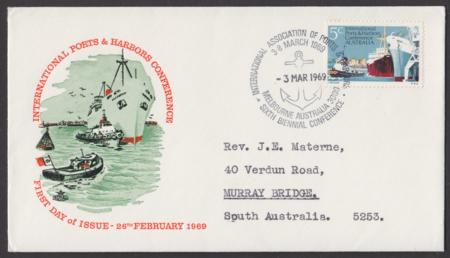 INTERNATIONAL PORTS & HARBORS CONFERENCE
FIRST DAY of ISSUE - 26TH FEBRUARY 1969
INTERNATIONAL ASSOCIATION OF PORTS
3-8 MARCH 1969
- 3 MAR 1969
MELBOURNE AUSTRALIA 3000
SIXTH BIENNIAL CONFERENCE
5c
International
Ports & Harbors
Conference
AUSTRALIA
Rev. J.E. Materne,
40 Verdun Road,
MURRAY BRIDGE.
South Australia. 5253.